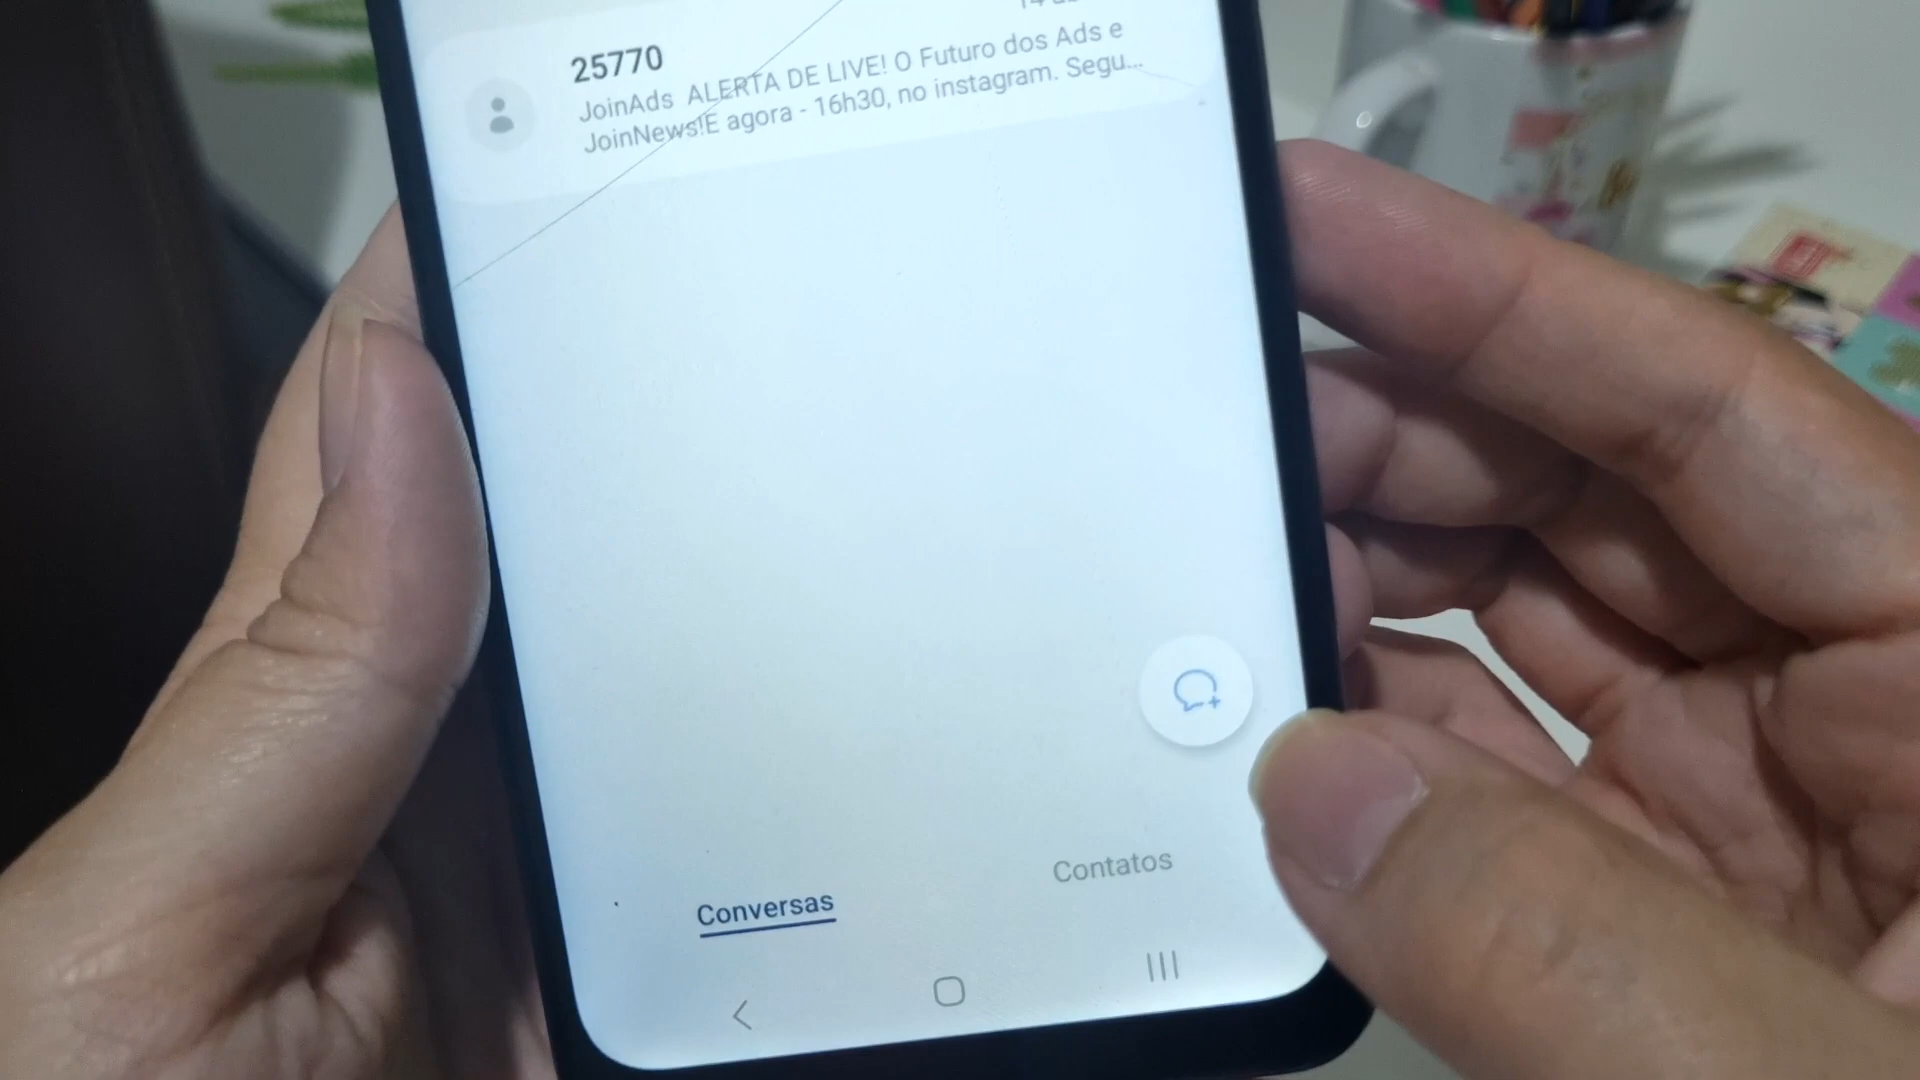 25770
JoinAds ALERTA DE LIVE! O Futuro dos Ads e
JoinNews!E agora - 16h30, no instagram. Segu...
Contatos
Conversas